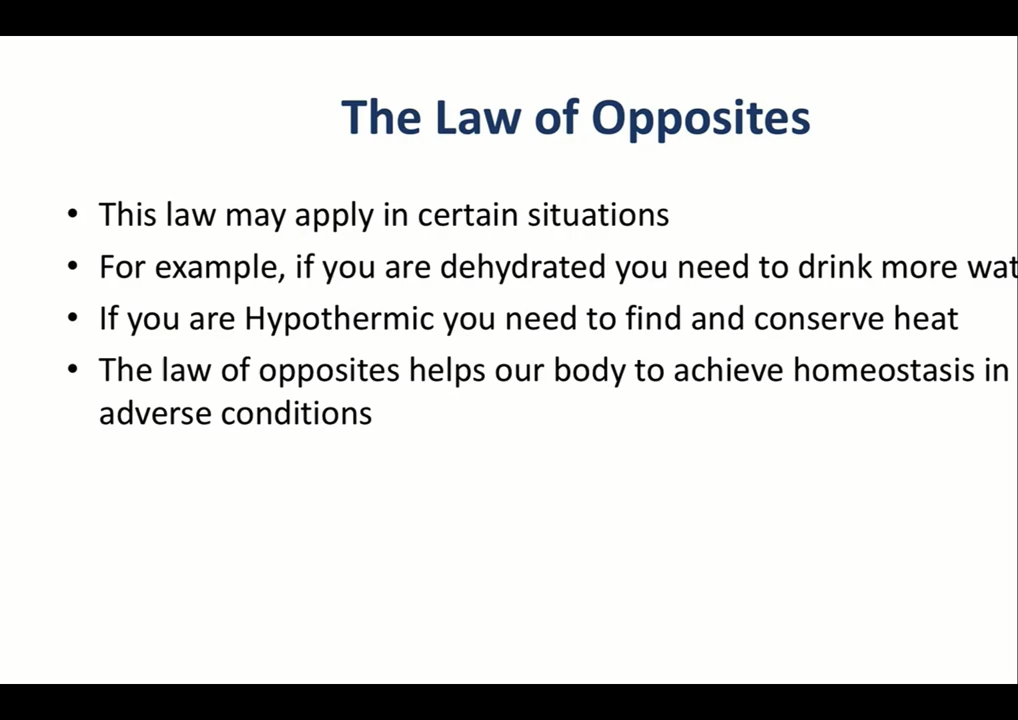 The Law of Opposites
• This law may apply in certain situations
• For example, if you are dehydrated you need to drink more wat
• If you are Hypothermic you need to find and conserve heat
• The law of opposites helps our body to achieve homeostasis in
adverse conditions